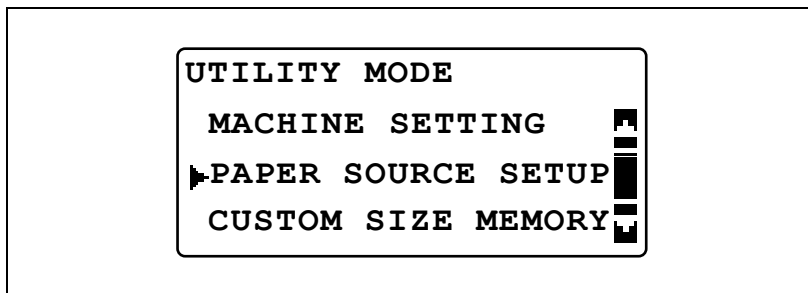 UTILITY MODE
MACHINE SETTING
PAPER SOURCE SETUP
CUSTOM SIZE MEMORY